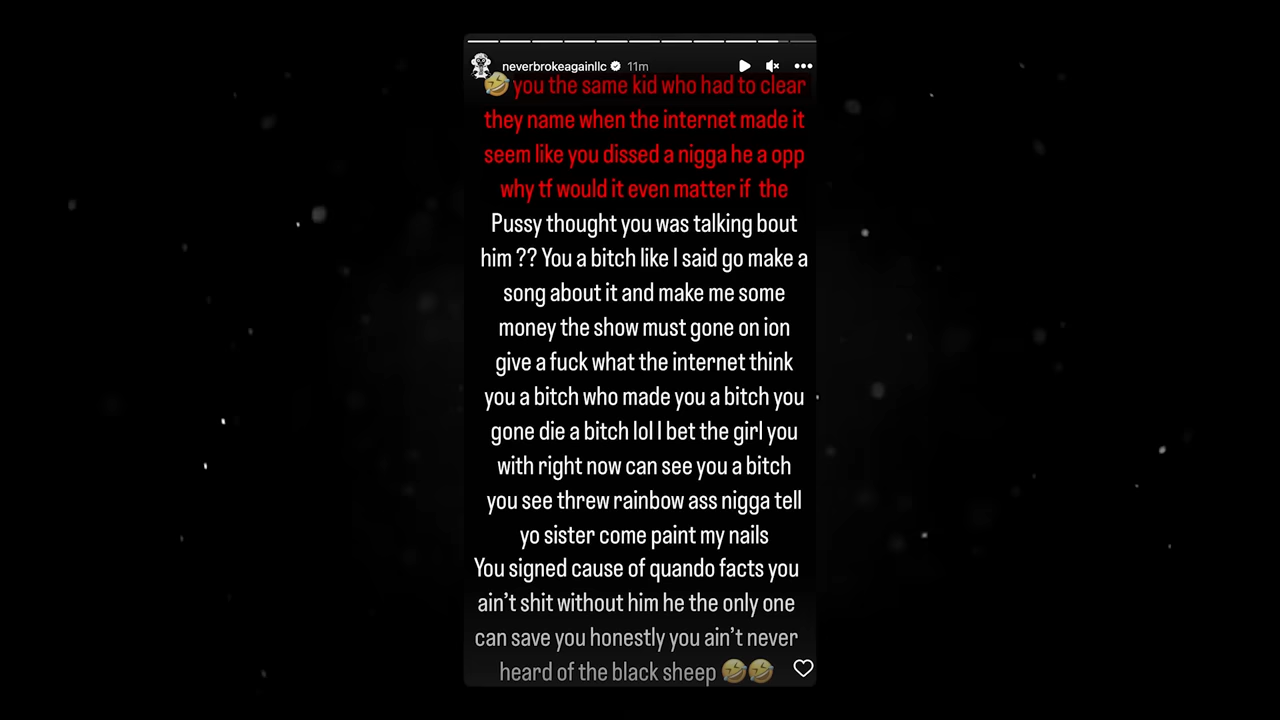 neverbrokeagainllc 11m
🤣 you the same kid who had to clear
they name when the internet made it
seem like you dissed a nigga he a opp
why tf would it even matter if the
Pussy thought you was talking bout
him ?? You a bitch like I said go make a
song about it and make me some
money the show must gone on ion
give a fuck what the internet think
you a bitch who made you a bitch you
gone die a bitch lol I bet the girl you
with right now can see you a bitch
you see threw rainbow ass nigga tell
yo sister come paint my nails
You signed cause of quando facts you
ain't shit without him he the only one
can save you honestly you ain't never
heard of the black sheep 🤣🤣